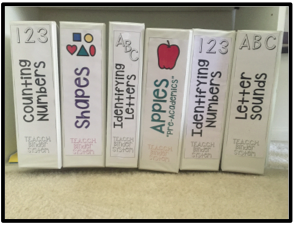 123
Counting
Numbers
Shapes
ABC
Identifying
Letters
Apples
Pre-Academics
123
Identifying
Numbers
ABC
Letter
Sounds